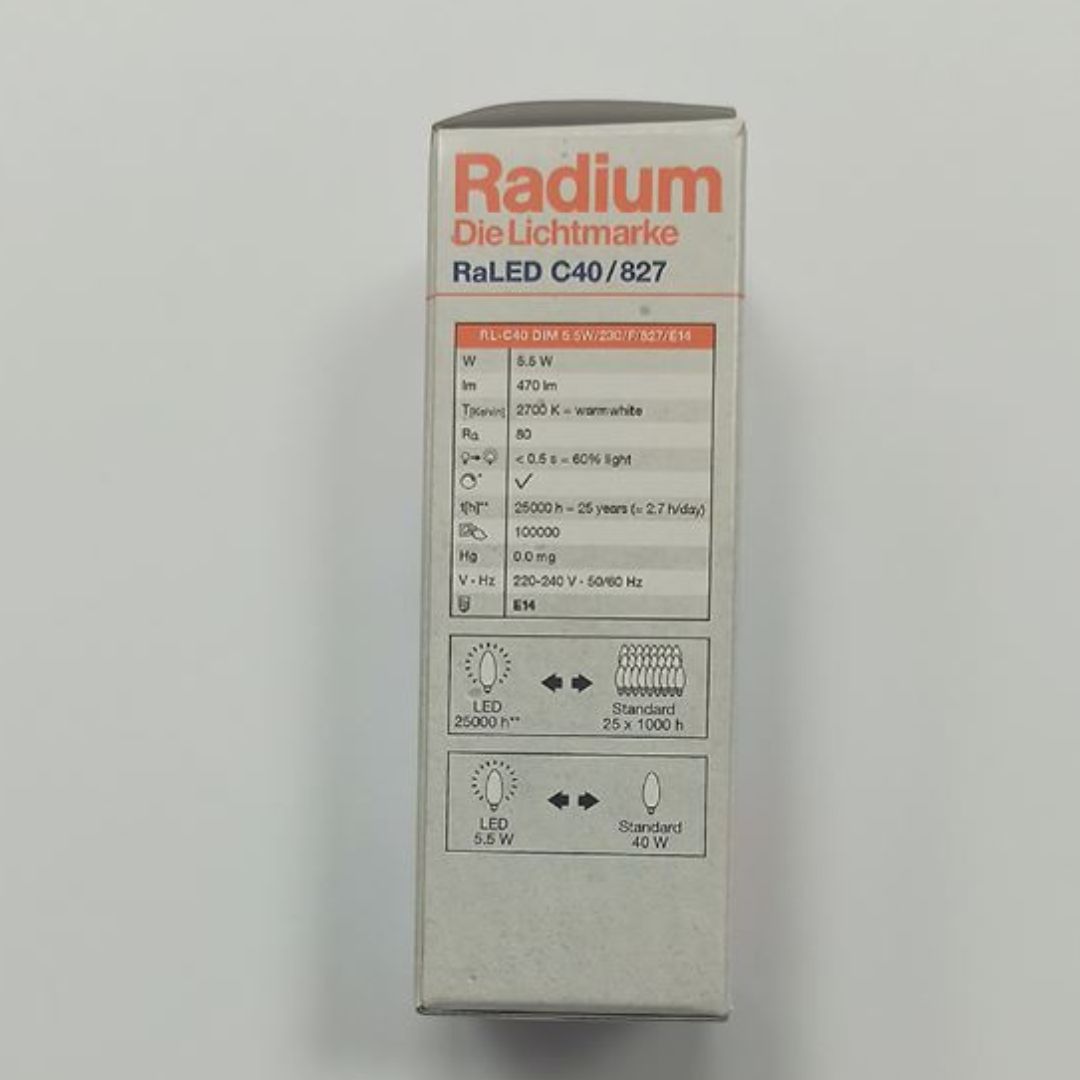 Radium
Die Lichtmarke
RaLED C40/827
RL-C40 DIM 5.5W/230/F/827/E14
W 5.5 W
lm 470 lm
T[Kelvin] 2700 K = warmwhite
Ra 80
< 0.5 s = 60% light
* ✓
t[h]** 25000 h = 25 years (= 2.7 h/day)
100000
Hg 0.0 mg
V - Hz 220-240 V - 50/60 Hz
E14
LED Standard
25000 h** 25 x 1000 h
LED Standard
5.5 W 40 W